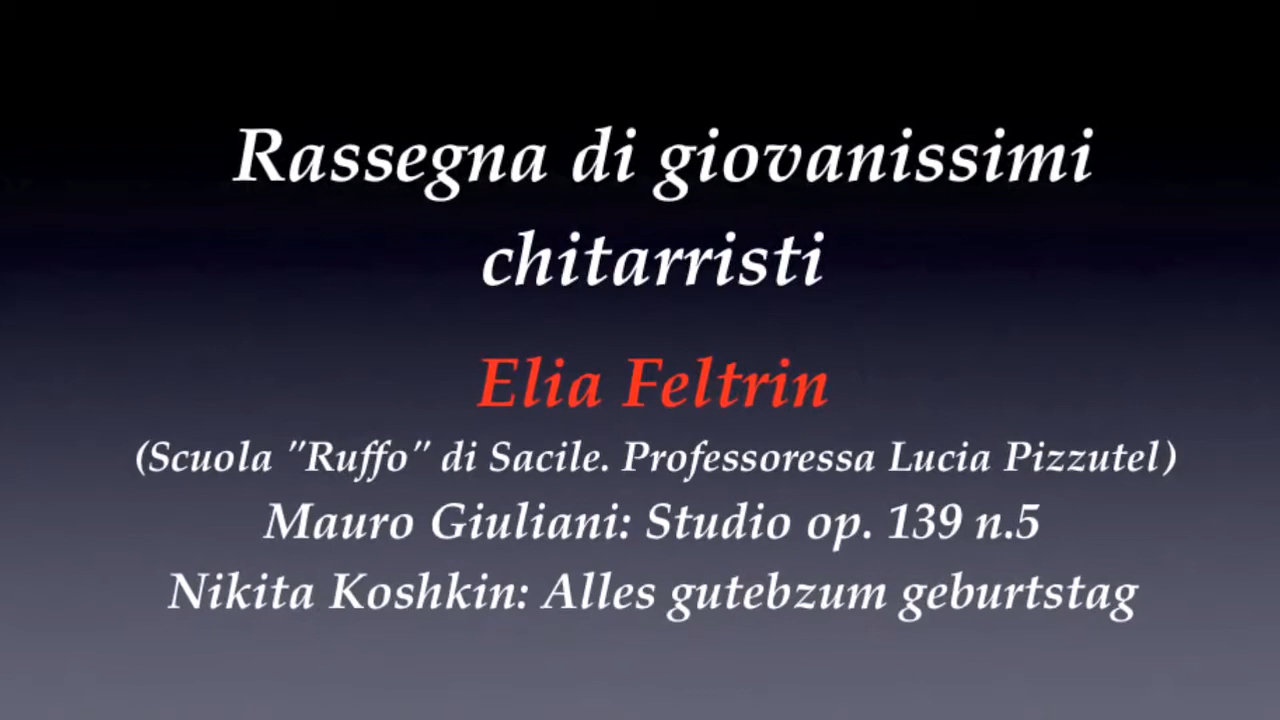 Rassegna di giovanissimi
chitarristi
Elia Feltrin
(Scuola "Ruffo" di Sacile. Professoressa Lucia Pizzutel)
Mauro Giuliani: Studio op. 139 n.5
Nikita Koshkin: Alles gutebzum geburtstag